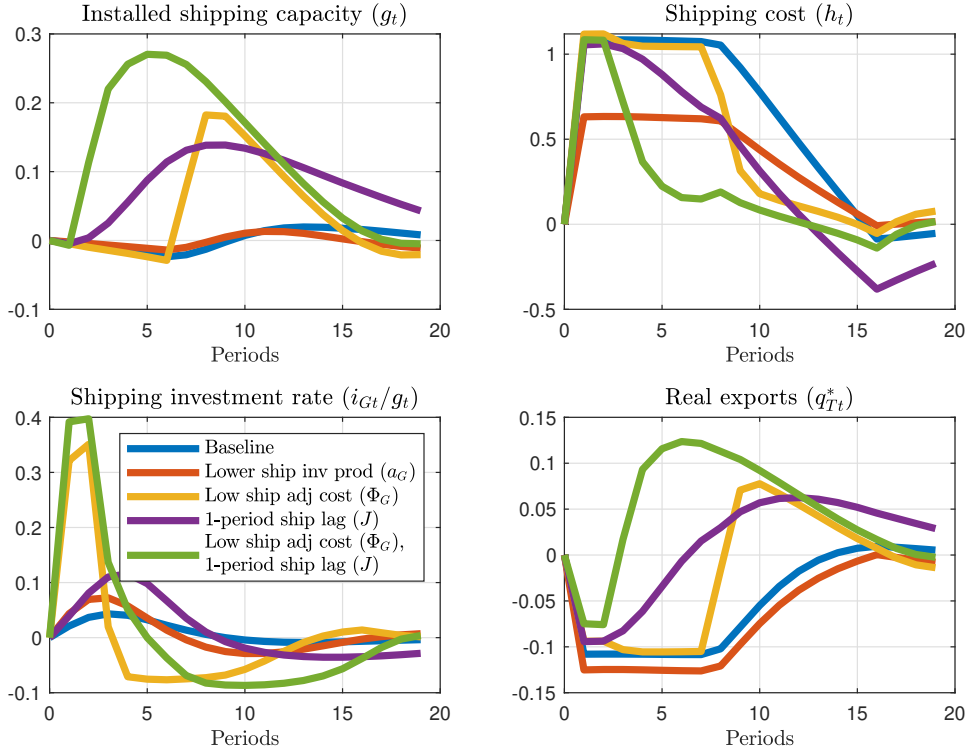 Installed shipping capacity (g_t)
0.3
0.2
0.1
0
-0.1
0 5 10 15 20
Periods
Shipping cost (h_t)
1
0.5
0
-0.5
0 5 10 15 20
Periods
Shipping investment rate (i_{Gt}/g_t)
0.4
0.3
0.2
0.1
0
-0.1
0 5 10 15 20
Periods
Baseline
Lower ship inv prod (a_G)
Low ship adj cost (Φ_G)
1-period ship lag (J)
Low ship adj cost (Φ_G),
1-period ship lag (J)
Real exports (q^*_{Tt})
0.15
0.1
0.05
0
-0.05
-0.1
-0.15
0 5 10 15 20
Periods